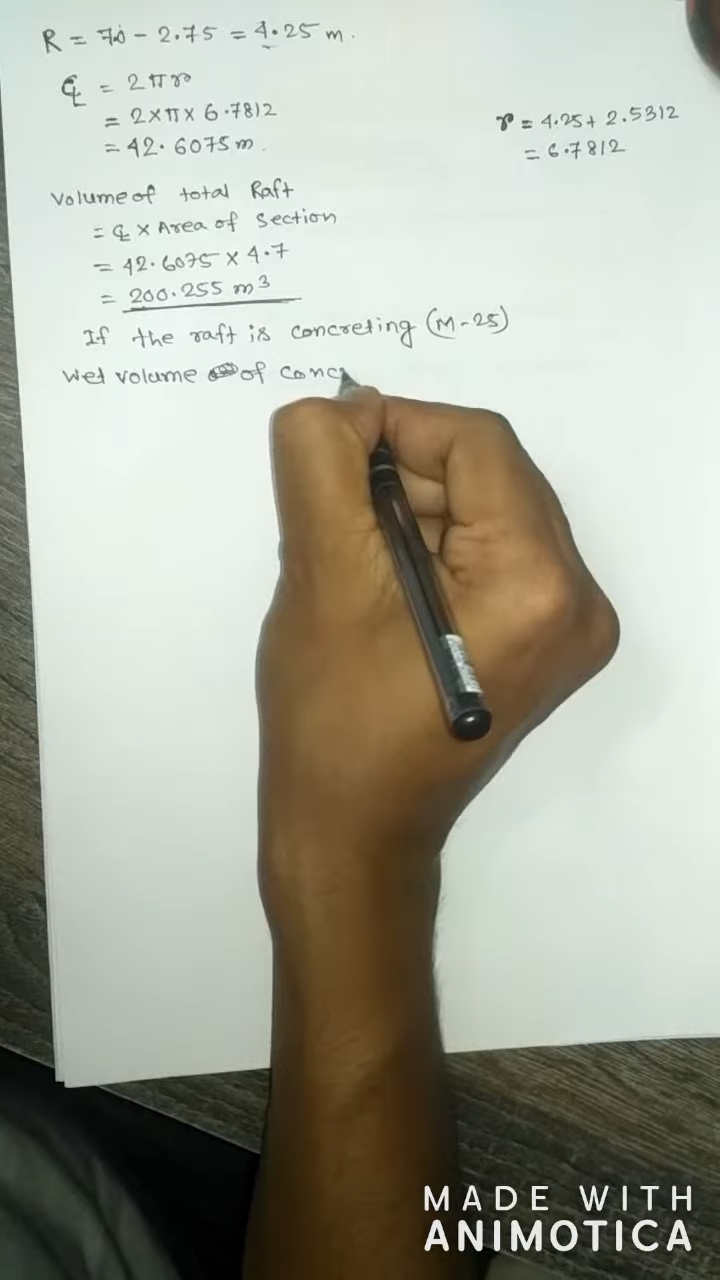 R = 7.0 - 2.75 = 4.25 m.
℄ = 2πr
= 2×π× 6.7812
= 42.6075 m.
r = 4.25 + 2.5312
= 6.7812
Volume of total Raft
= ℄ × Area of Section
= 42.6075 × 4.7
= 200.255 m³
If the raft is concreting (M-25)
Wet volume of conc
MADE WITH
ANIMOTICA